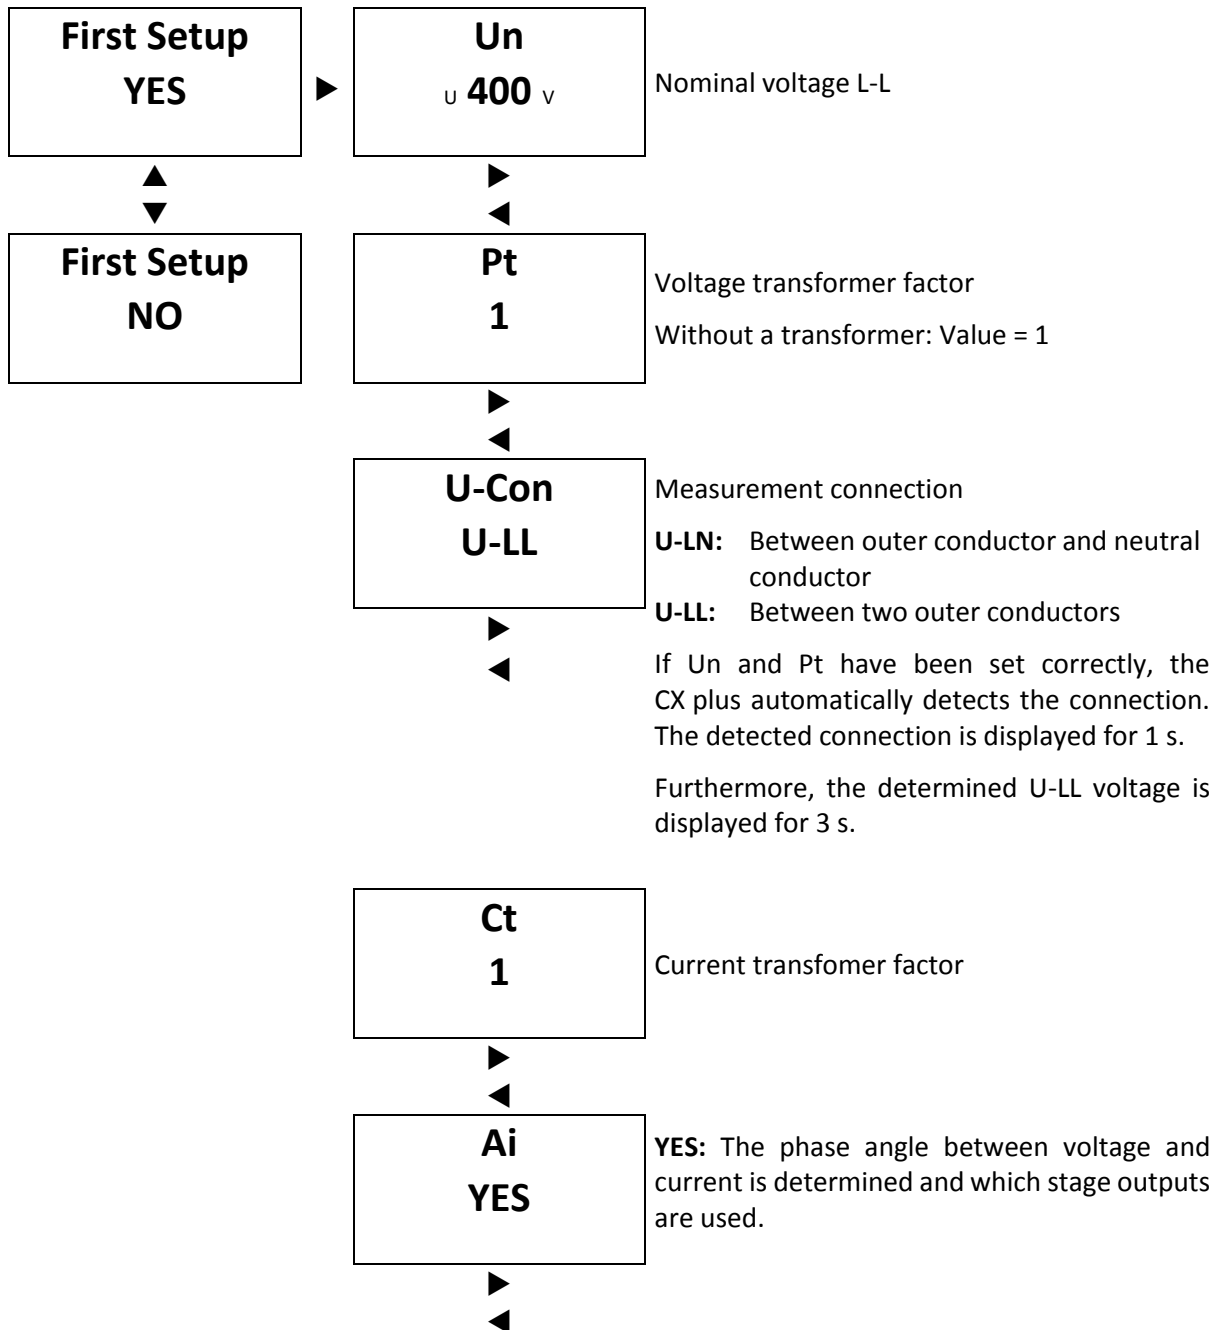 First Setup
YES
Un
U 400 V
Nominal voltage L-L
First Setup
NO
Pt
1
Voltage transformer factor
Without a transformer: Value = 1
U-Con
U-LL
Measurement connection
U-LN: Between outer conductor and neutral
conductor
U-LL: Between two outer conductors
If Un and Pt have been set correctly, the
CX plus automatically detects the connection.
The detected connection is displayed for 1 s.
Furthermore, the determined U-LL voltage is
displayed for 3 s.
Ct
1
Current transfomer factor
Ai
YES
YES: The phase angle between voltage and
current is determined and which stage outputs
are used.